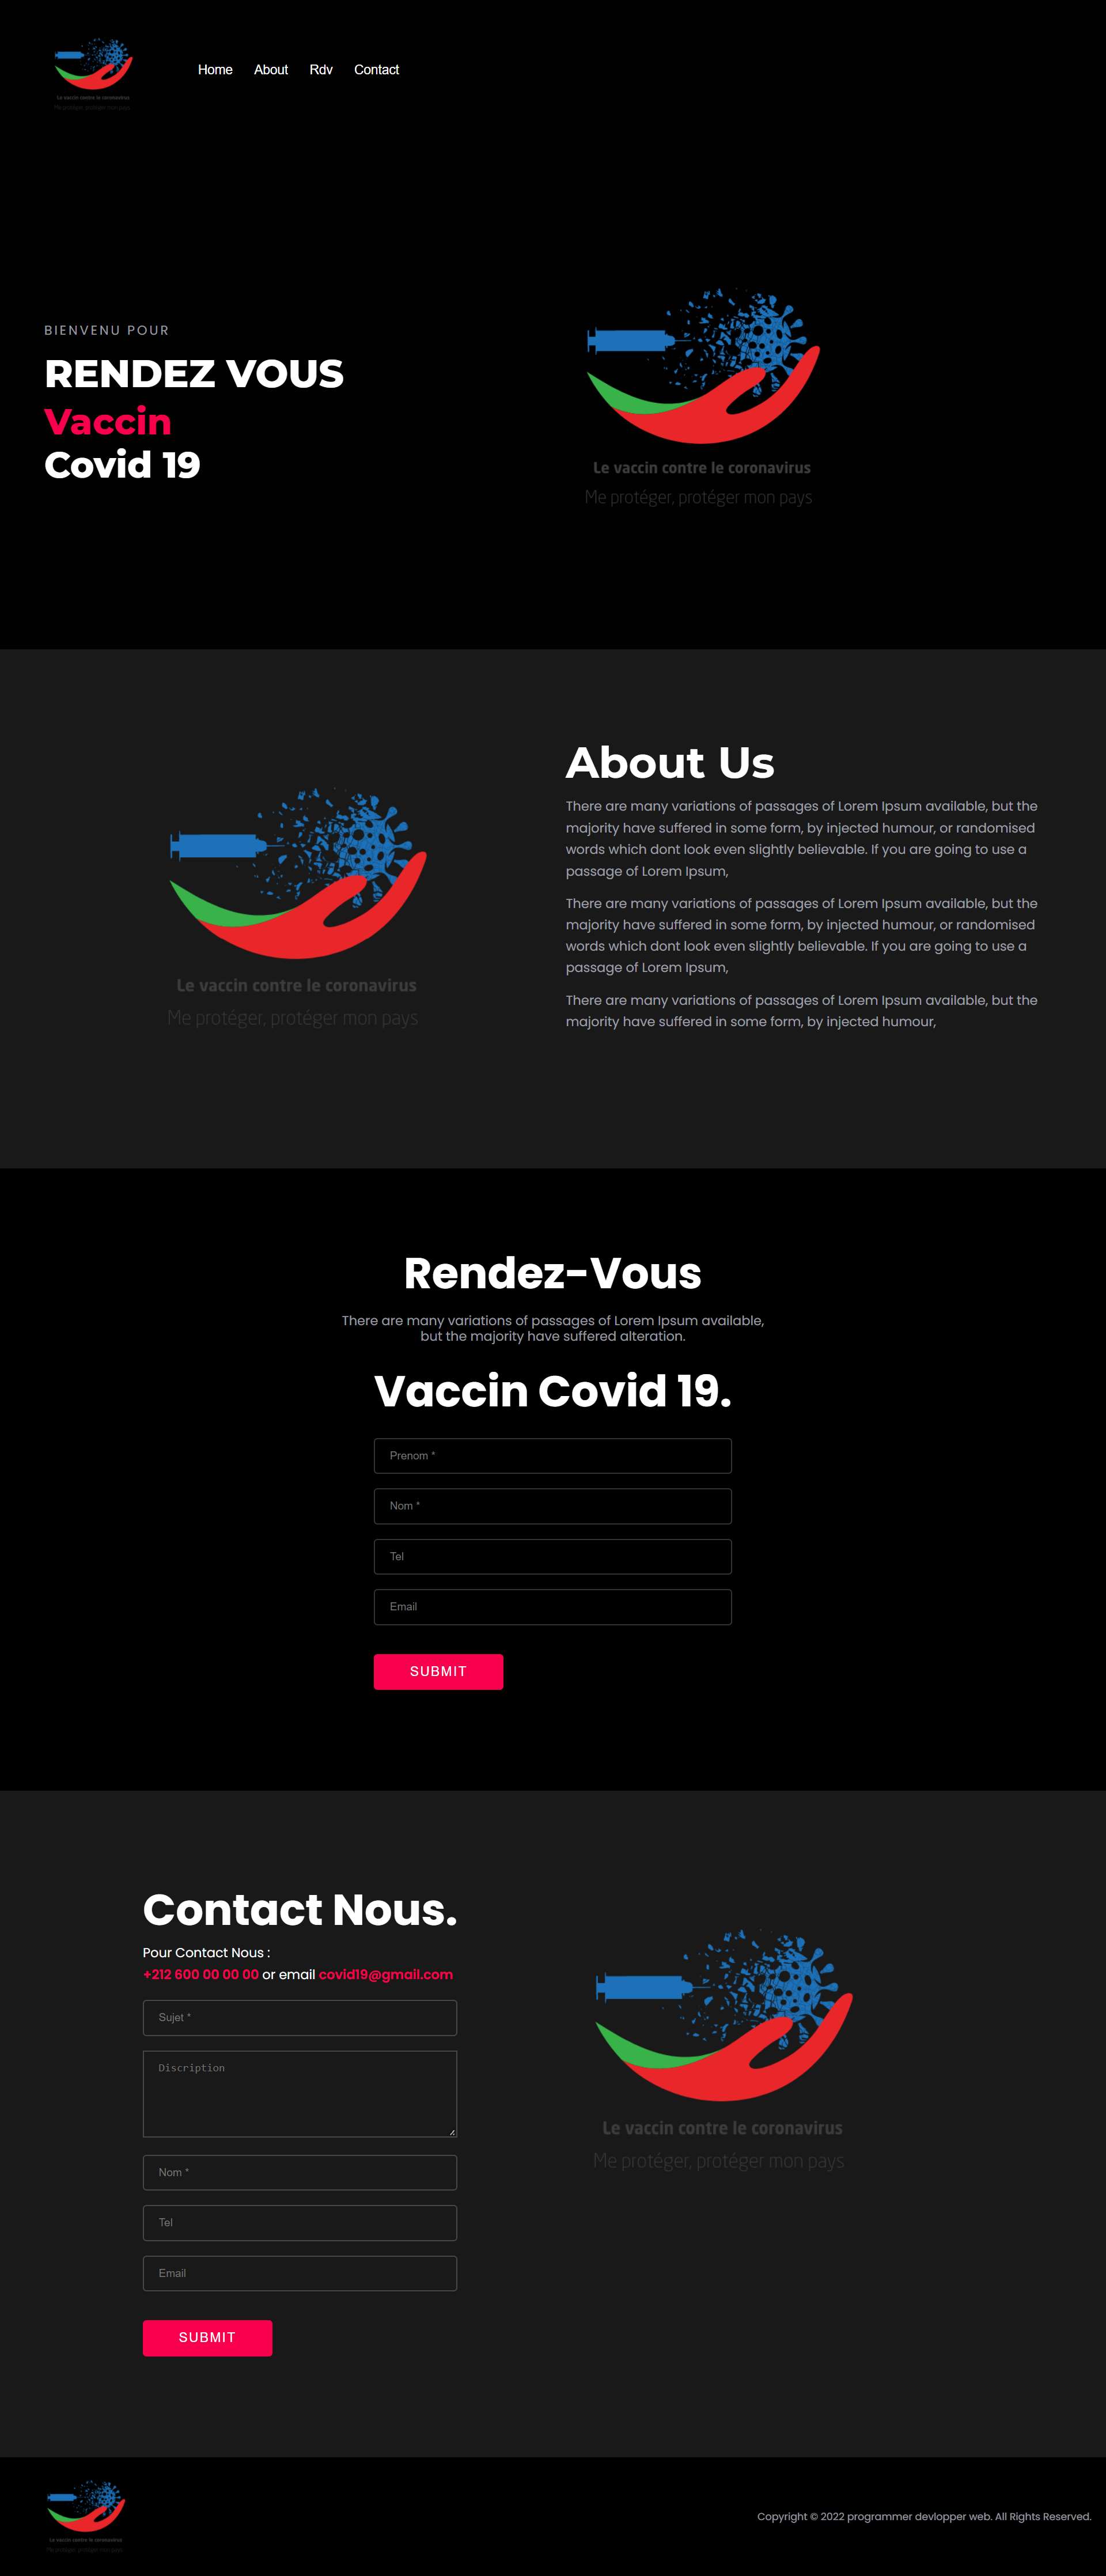 Le vaccin contre le coronavirus
Me protéger, protéger mon pays
Home About Rdv Contact
BIENVENU POUR
RENDEZ VOUS
Vaccin
Covid 19
Le vaccin contre le coronavirus
Me protéger, protéger mon pays
About Us
There are many variations of passages of Lorem Ipsum available, but the
majority have suffered in some form, by injected humour, or randomised
words which dont look even slightly believable. If you are going to use a
passage of Lorem Ipsum,
There are many variations of passages of Lorem Ipsum available, but the
majority have suffered in some form, by injected humour, or randomised
words which dont look even slightly believable. If you are going to use a
passage of Lorem Ipsum,
There are many variations of passages of Lorem Ipsum available, but the
majority have suffered in some form, by injected humour,
Le vaccin contre le coronavirus
Me protéger, protéger mon pays
Rendez-Vous
There are many variations of passages of Lorem Ipsum available,
but the majority have suffered alteration.
Vaccin Covid 19.
Prenom *
Nom *
Tel
Email
SUBMIT
Contact Nous.
Pour Contact Nous :
+212 600 00 00 00 or email covid19@gmail.com
Sujet *
Discription
Nom *
Tel
Email
SUBMIT
Le vaccin contre le coronavirus
Me protéger, protéger mon pays
Le vaccin contre le coronavirus
Me protéger, protéger mon pays
Copyright © 2022 programmer devlopper web. All Rights Reserved.